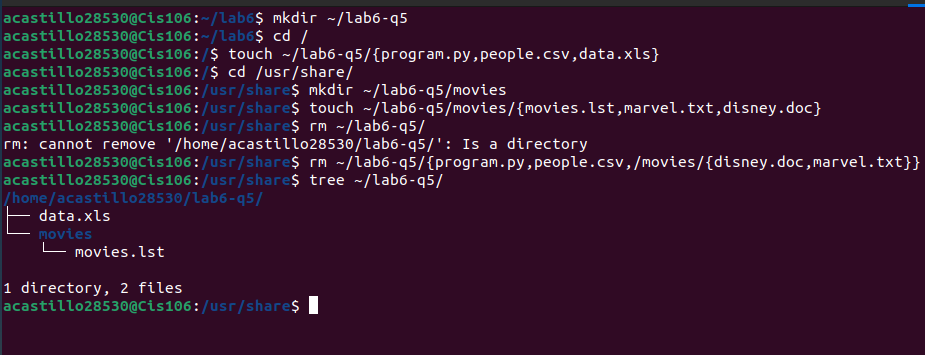 acastillo28530@Cis106:~/lab6$ mkdir ~/lab6-q5
acastillo28530@Cis106:~/lab6$ cd /
acastillo28530@Cis106:/$ touch ~/lab6-q5/{program.py,people.csv,data.xls}
acastillo28530@Cis106:/$ cd /usr/share/
acastillo28530@Cis106:/usr/share$ mkdir ~/lab6-q5/movies
acastillo28530@Cis106:/usr/share$ touch ~/lab6-q5/movies/{movies.lst,marvel.txt,disney.doc}
acastillo28530@Cis106:/usr/share$ rm ~/lab6-q5/
rm: cannot remove '/home/acastillo28530/lab6-q5/': Is a directory
acastillo28530@Cis106:/usr/share$ rm ~/lab6-q5/{program.py,people.csv,/movies/{disney.doc,marvel.txt}}
acastillo28530@Cis106:/usr/share$ tree ~/lab6-q5/
/home/acastillo28530/lab6-q5/
├── data.xls
└── movies
    └── movies.lst

1 directory, 2 files
acastillo28530@Cis106:/usr/share$